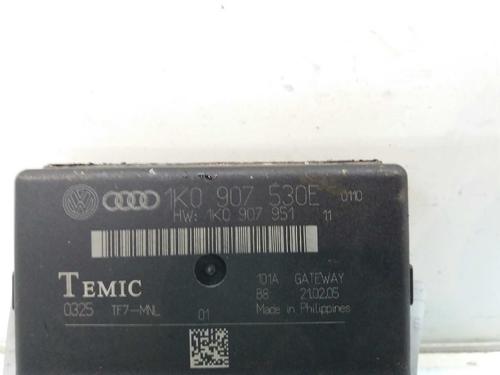 1K0 907 530E 0110
HW: 1K0 907 951 11
TEMIC
101A GATEWAY
88 21.02.05
0325 TF7-MNL 01
Made in Philippines